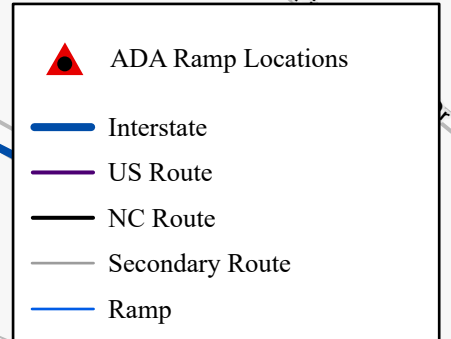 ADA Ramp Locations
Interstate
US Route
NC Route
Secondary Route
Ramp